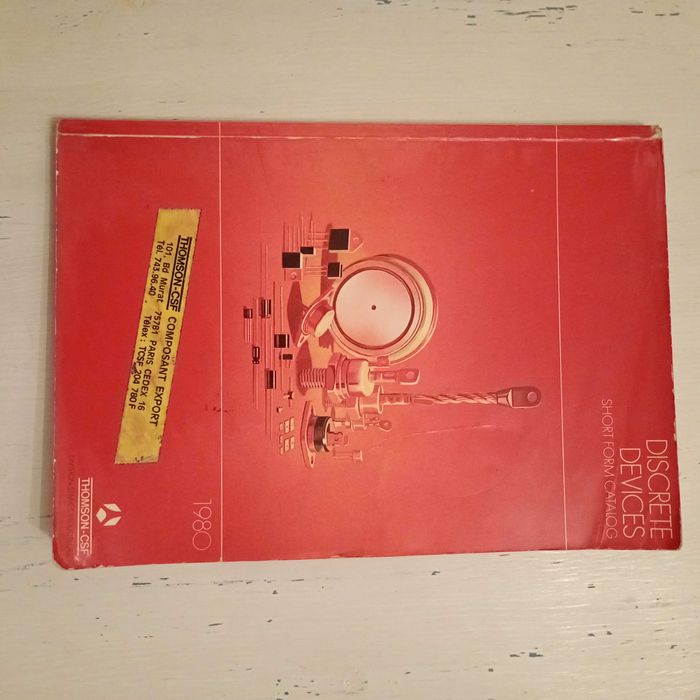 DISCRETE
DEVICES
SHORT FORM CATALOG
1980
THOMSON-CSF COMPOSANT EXPORT
101, Bd Murat, 75781 PARIS CEDEX 16
Tél. 743.96.40 - Télex : TCSF 204 780 F
THOMSON-CSF